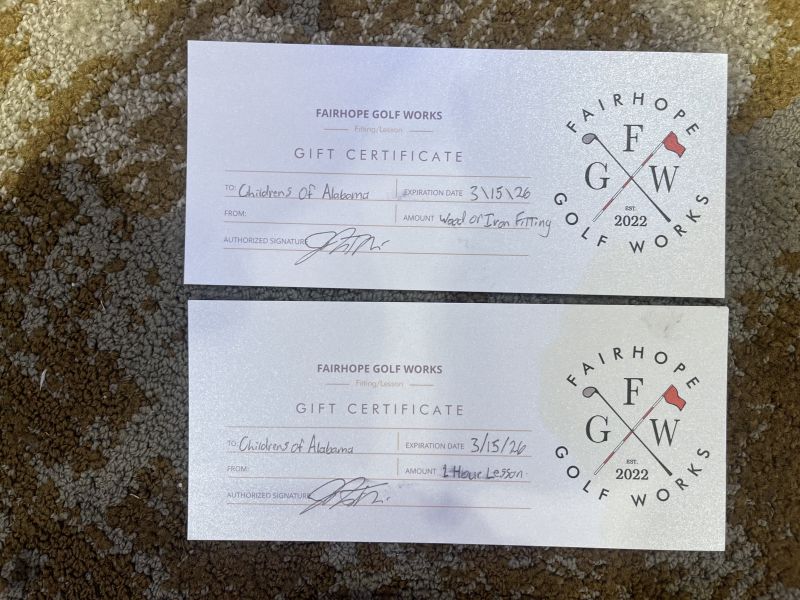 FAIRHOPE GOLF WORKS
Fitting/Lesson
GIFT CERTIFICATE
TO: Childrens Of Alabama EXPIRATION DATE 3\15\26
FROM: AMOUNT Wood or Iron Fitting
AUTHORIZED SIGNATURE
FAIRHOPE
F
G W
EST.
2022
GOLF WORKS
FAIRHOPE GOLF WORKS
Fitting/Lesson
GIFT CERTIFICATE
TO: Childrens of Alabama EXPIRATION DATE 3/15/26
FROM: AMOUNT 1 Hour Lesson
AUTHORIZED SIGNATURE
FAIRHOPE
F
G W
EST.
2022
GOLF WORKS